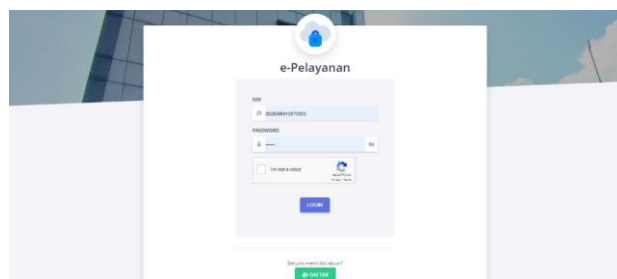 e-Pelayanan
NIK
PASSWORD
I'm not a robot
LOGIN
Belum memiliki akun?
DAFTAR